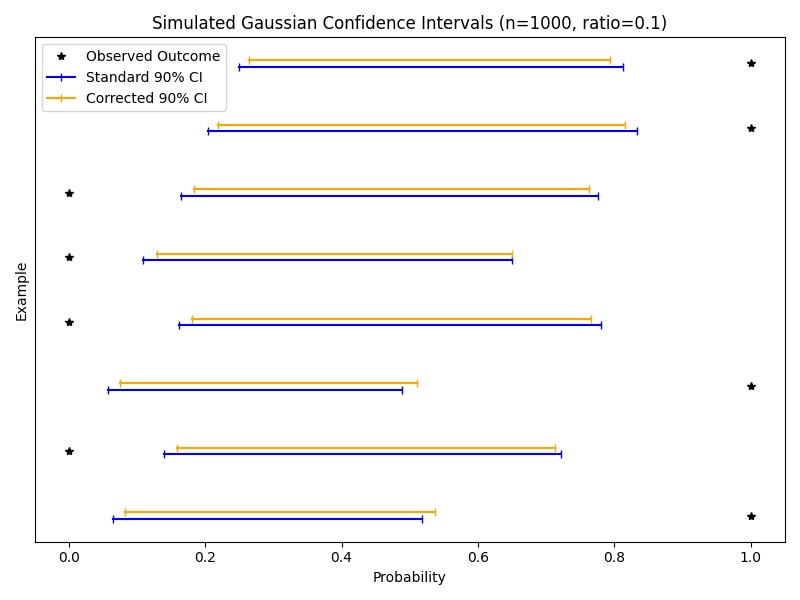 Simulated Gaussian Confidence Intervals (n=1000, ratio=0.1)
Observed Outcome
Standard 90% CI
Corrected 90% CI
Example
0.0 0.2 0.4 0.6 0.8 1.0
Probability